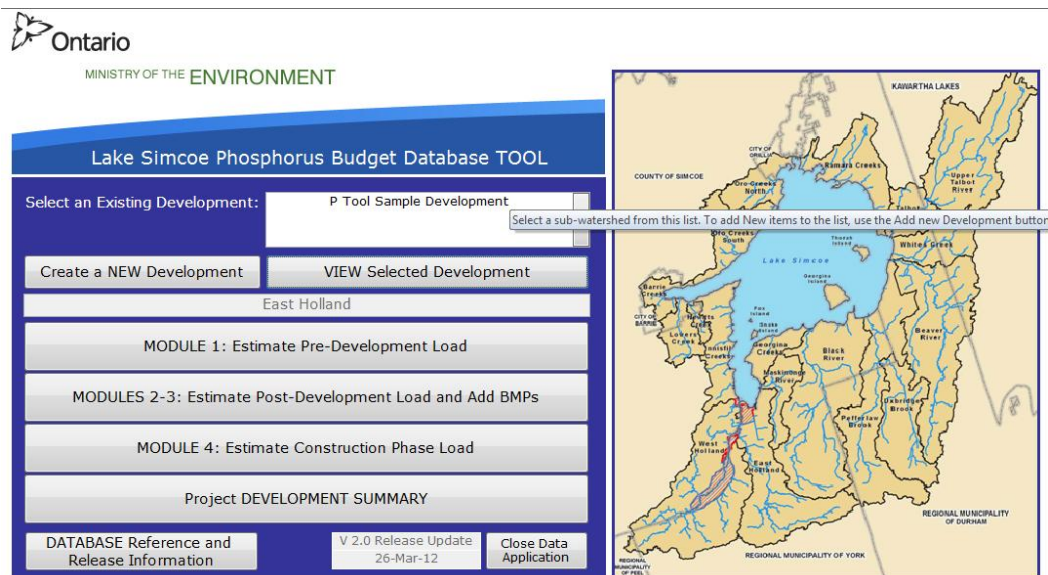 Ontario
MINISTRY OF THE ENVIRONMENT
Lake Simcoe Phosphorus Budget Database TOOL
Select an Existing Development:
P Tool Sample Development
Select a sub-watershed from this list. To add New items to the list, use the Add new Development button
Create a NEW Development
VIEW Selected Development
East Holland
MODULE 1: Estimate Pre-Development Load
MODULES 2-3: Estimate Post-Development Load and Add BMPs
MODULE 4: Estimate Construction Phase Load
Project DEVELOPMENT SUMMARY
DATABASE Reference and
Release Information
V 2.0 Release Update
26-Mar-12
Close Data
Application
KAWARTHA LAKES
CITY OF
ORILLIA
COUNTY OF SIMCOE
Ramara Creeks
Oro Creeks
North
Upper
Talbot
River
Talbot
Oro Creeks
South
Thorah
Island
Whites Creek
Lake Simcoe
Georgina
Island
Barrie
Creeks
Fox
Island
Snake
Island
CITY OF
BARRIE
Hewitts
Creek
Lovers
Creek
Innisfil
Creeks
Georgina
Creeks
Black
River
Beaver
River
Maskinonge
River
Uxbridge
Brook
Pefferlaw
Brook
West
Holland
East
Holland
REGIONAL MUNICIPALITY
OF DURHAM
REGIONAL MUNICIPALITY OF YORK
REGIONAL
MUNICIPALITY
OF PEEL